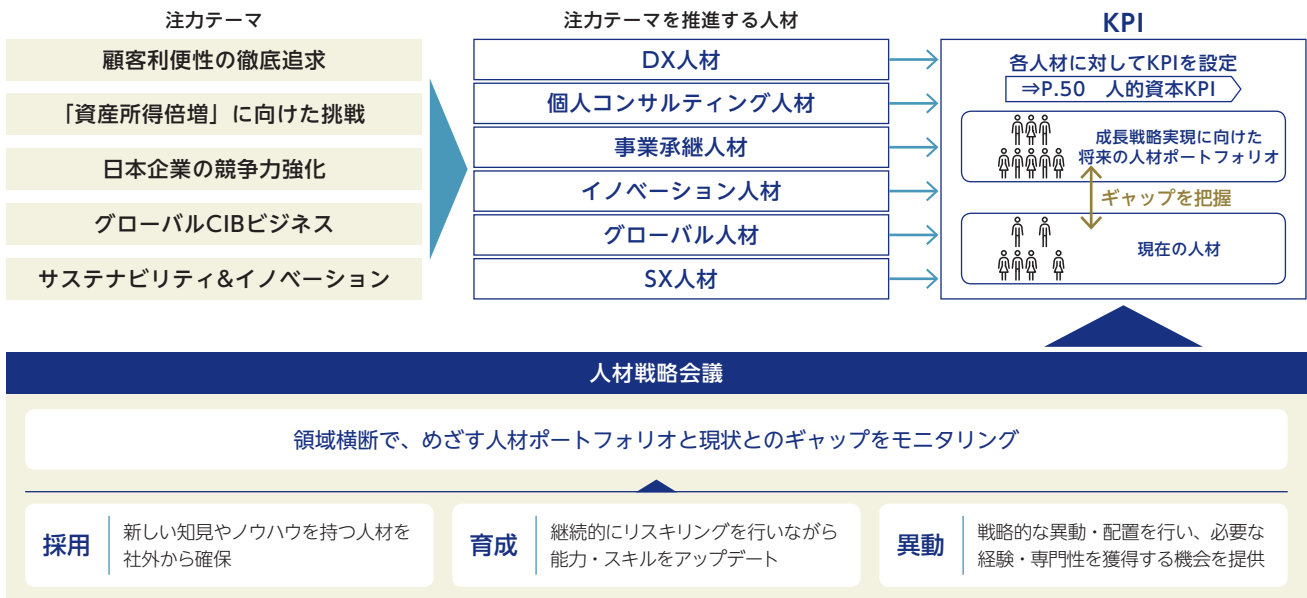 注力テーマ
顧客利便性の徹底追求
「資産所得倍増」に向けた挑戦
日本企業の競争力強化
グローバルCIBビジネス
サステナビリティ&イノベーション
注力テーマを推進する人材
DX人材
個人コンサルティング人材
事業承継人材
イノベーション人材
グローバル人材
SX人材
KPI
各人材に対してKPIを設定
⇒P.50　人的資本KPI
成長戦略実現に向けた
将来の人材ポートフォリオ
ギャップを把握
現在の人材
人材戦略会議
領域横断で、めざす人材ポートフォリオと現状とのギャップをモニタリング
採用
新しい知見やノウハウを持つ人材を
社外から確保
育成
継続的にリスキリングを行いながら
能力・スキルをアップデート
異動
戦略的な異動・配置を行い、必要な
経験・専門性を獲得する機会を提供